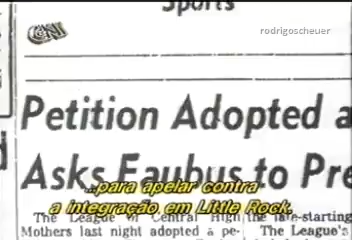 Sports
rodrigoscheuer
CNT
Petition Adopted a
Asks Faubus to Pre
...para apelar contra
a integração em Little Rock.
The League of Central High
Mothers last night adopted a pe-
the late-starting
The League's